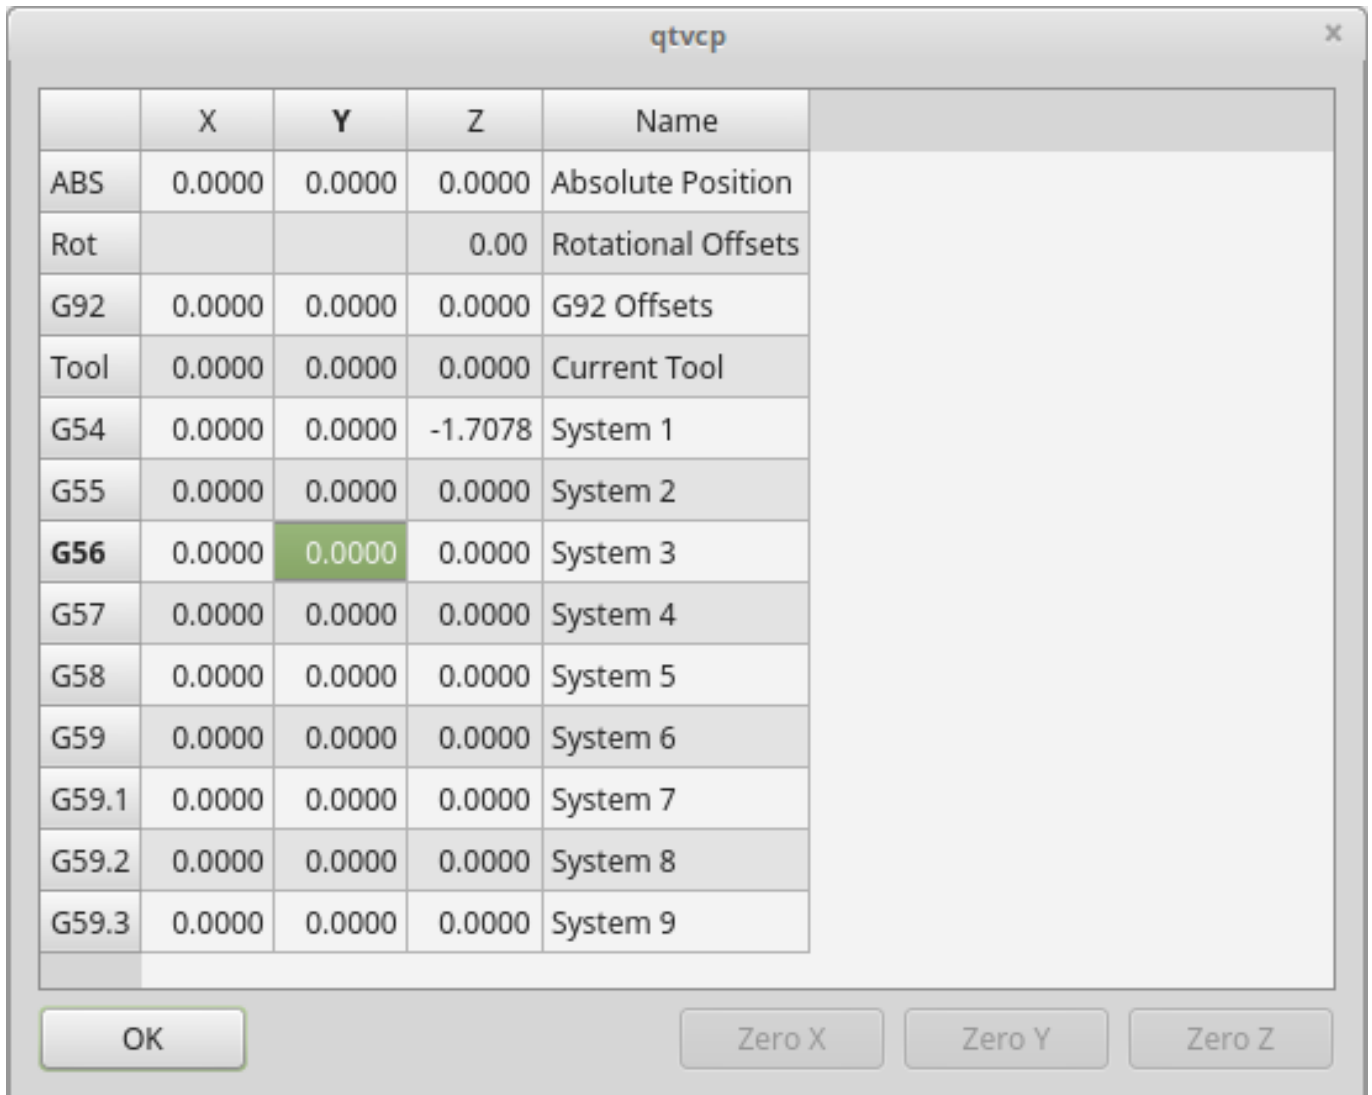 qtvcp ×
X Y Z Name
ABS 0.0000 0.0000 0.0000 Absolute Position
Rot 0.00 Rotational Offsets
G92 0.0000 0.0000 0.0000 G92 Offsets
Tool 0.0000 0.0000 0.0000 Current Tool
G54 0.0000 0.0000 -1.7078 System 1
G55 0.0000 0.0000 0.0000 System 2
G56 0.0000 0.0000 0.0000 System 3
G57 0.0000 0.0000 0.0000 System 4
G58 0.0000 0.0000 0.0000 System 5
G59 0.0000 0.0000 0.0000 System 6
G59.1 0.0000 0.0000 0.0000 System 7
G59.2 0.0000 0.0000 0.0000 System 8
G59.3 0.0000 0.0000 0.0000 System 9
OK Zero X Zero Y Zero Z